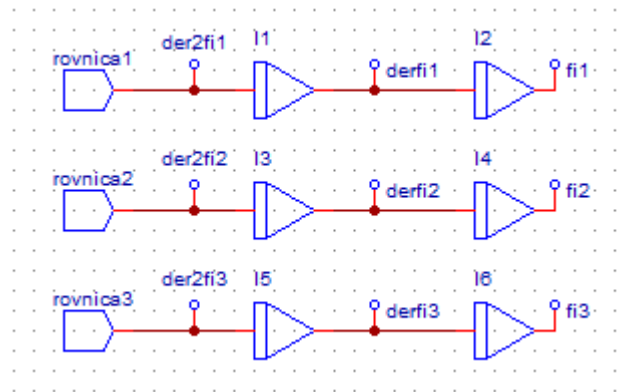 rovnica1 der2fi1 I1 derfi1 I2 fi1
rovnica2 der2fi2 I3 derfi2 I4 fi2
rovnica3 der2fi3 I5 derfi3 I6 fi3